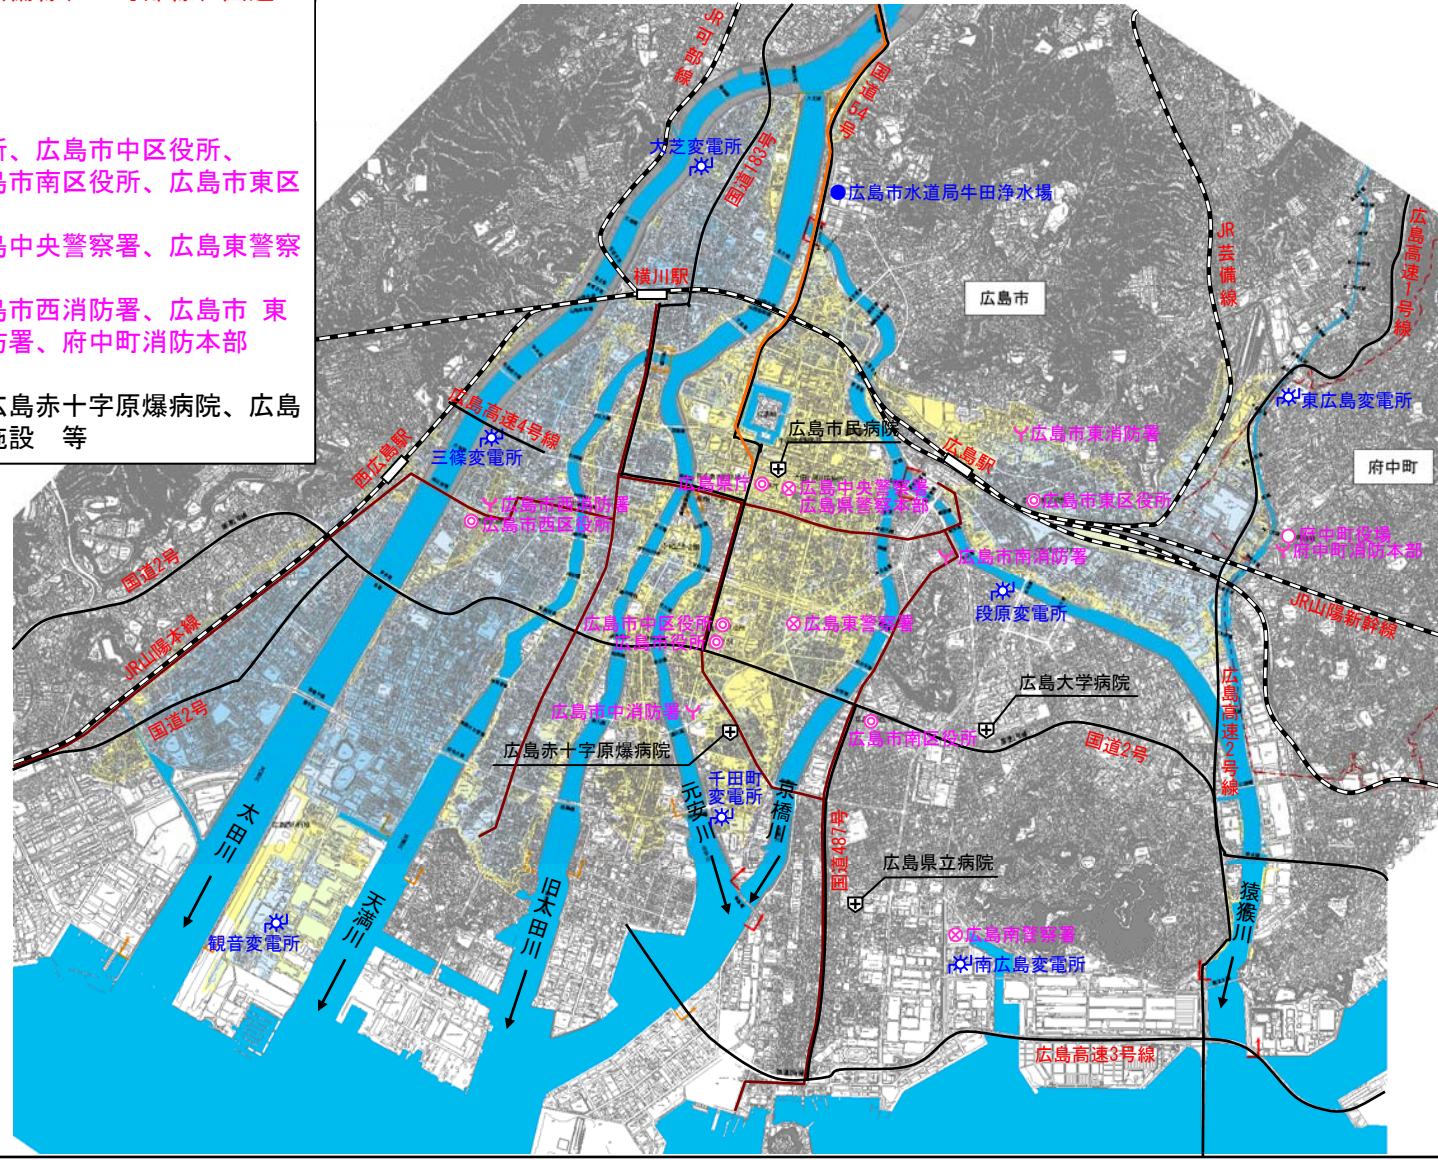 所、広島市中区役所、
島市南区役所、広島市東区
島中央警察署、広島東警察
島市西消防署、広島市 東
防署、府中町消防本部
広島赤十字原爆病院、広島
施設 等
JR可部線
国道54号
大芝変電所
国道183号
広島市水道局牛田浄水場
JR芸備線
広島高速1号線
横川駅
広島市
広島高速4号線
東広島変電所
広島市民病院
広島市東消防署
西広島駅
三篠変電所
広島駅
府中町
広島県庁
広島中央警察署
広島県警察本部
広島市東区役所
広島市西消防署
広島市西区役所
府中町役場
府中町消防本部
国道2号
広島市南消防署
段原変電所
JR山陽新幹線
JR山陽本線
広島市中区役所
広島市役所
広島東警察署
国道2号
広島大学病院
広島高速2号線
広島市中消防署
広島市南区役所
国道2号
広島赤十字原爆病院
千田町
変電所
元安川
京橋川
太田川
国道487号
広島県立病院
天満川
旧太田川
猿猴川
観音変電所
広島南警察署
南広島変電所
広島高速3号線